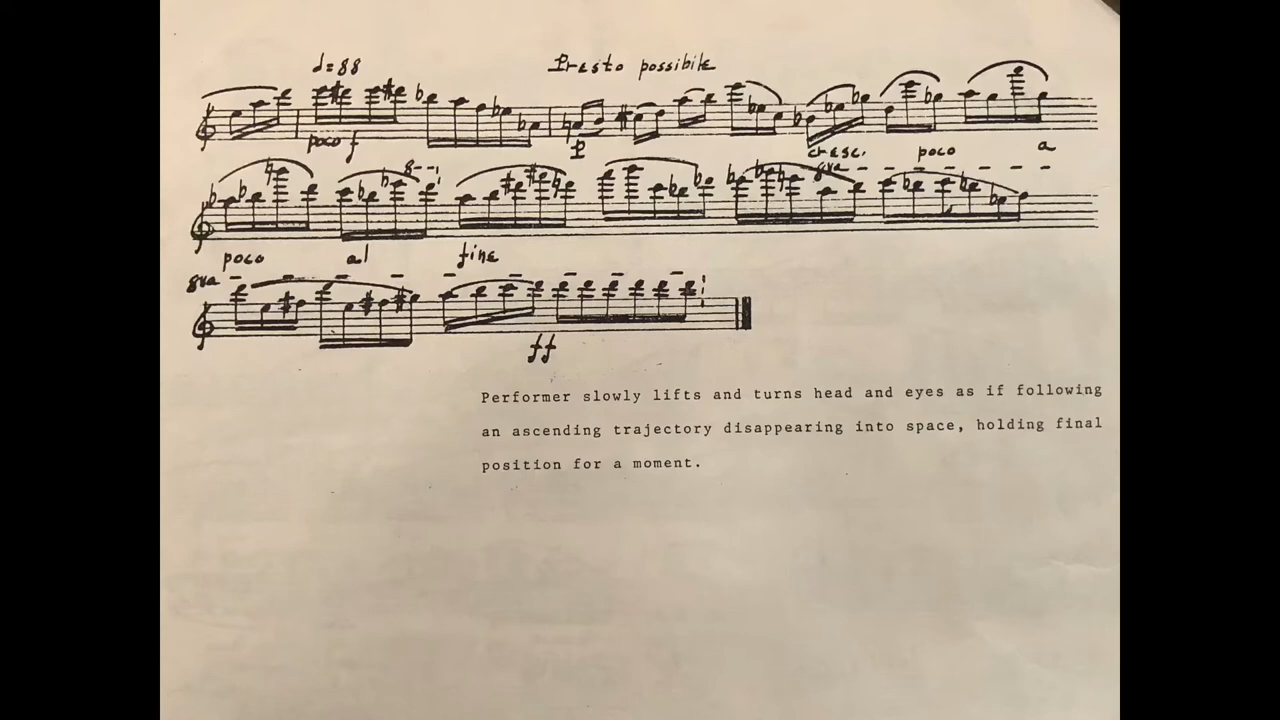 d=88 Presto possibile
poco f p cresc. poco a
8--, 8va
poco al fine
8va
ff
Performer slowly lifts and turns head and eyes as if following
an ascending trajectory disappearing into space, holding final
position for a moment.